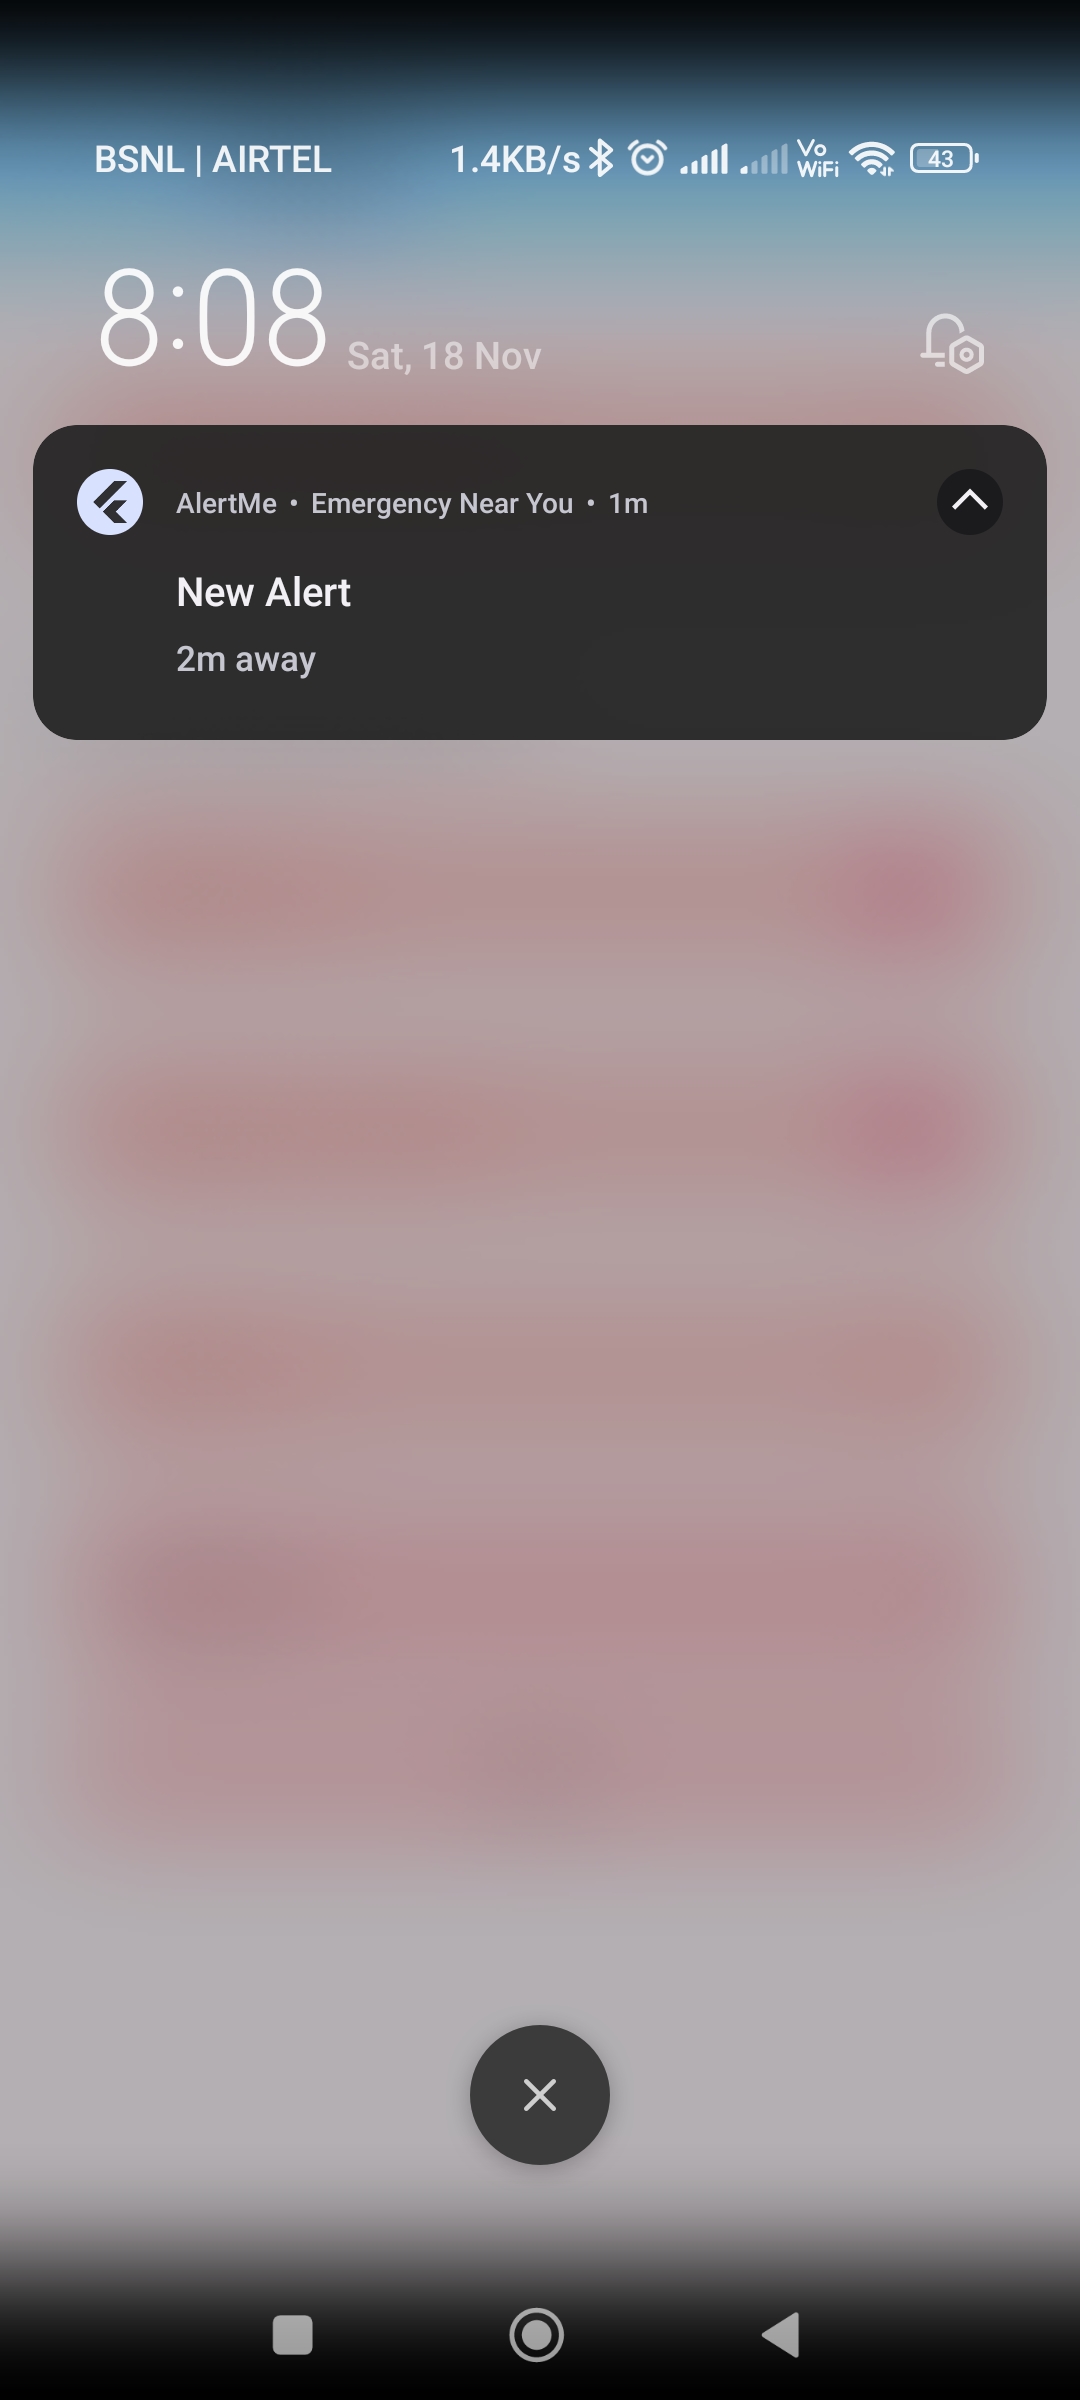 BSNL | AIRTEL 1.4KB/s Vo WiFi 43
8:08 Sat, 18 Nov
AlertMe • Emergency Near You • 1m
New Alert
2m away